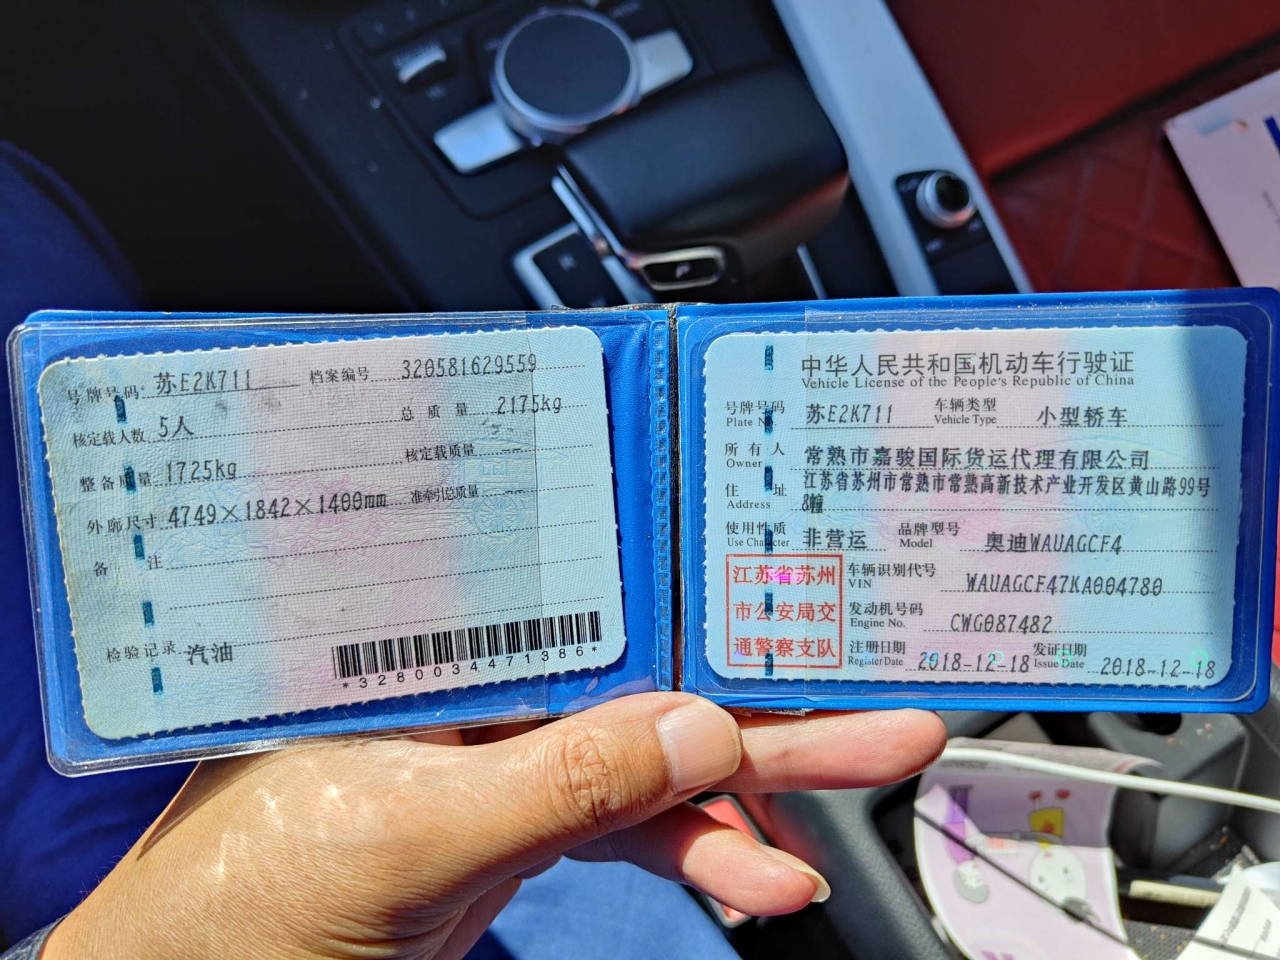 号牌号码 苏E2K711 档案编号 320581629559
核定载人数 5人 总质量 2175kg
整备质量 1725kg 核定载质量 --
外廓尺寸 4749×1842×1400mm 准牵引总质量 --
备注
检验记录 汽油
*3280034471386*
中华人民共和国机动车行驶证
Vehicle License of the People's Republic of China
号牌号码 苏E2K711 车辆类型 小型轿车
Plate No. Vehicle Type
所有人 常熟市嘉骏国际货运代理有限公司
Owner
住址 江苏省苏州市常熟市常熟高新技术产业开发区黄山路99号
Address 8幢
使用性质 非营运 品牌型号 奥迪WAUAGCF4
Use Character Model
江苏省苏州
市公安局交
通警察支队
车辆识别代号 WAUAGCF47KA004780
VIN
发动机号码 CWG087482
Engine No.
注册日期 2018-12-18 发证日期 2018-12-18
Register Date Issue Date
P